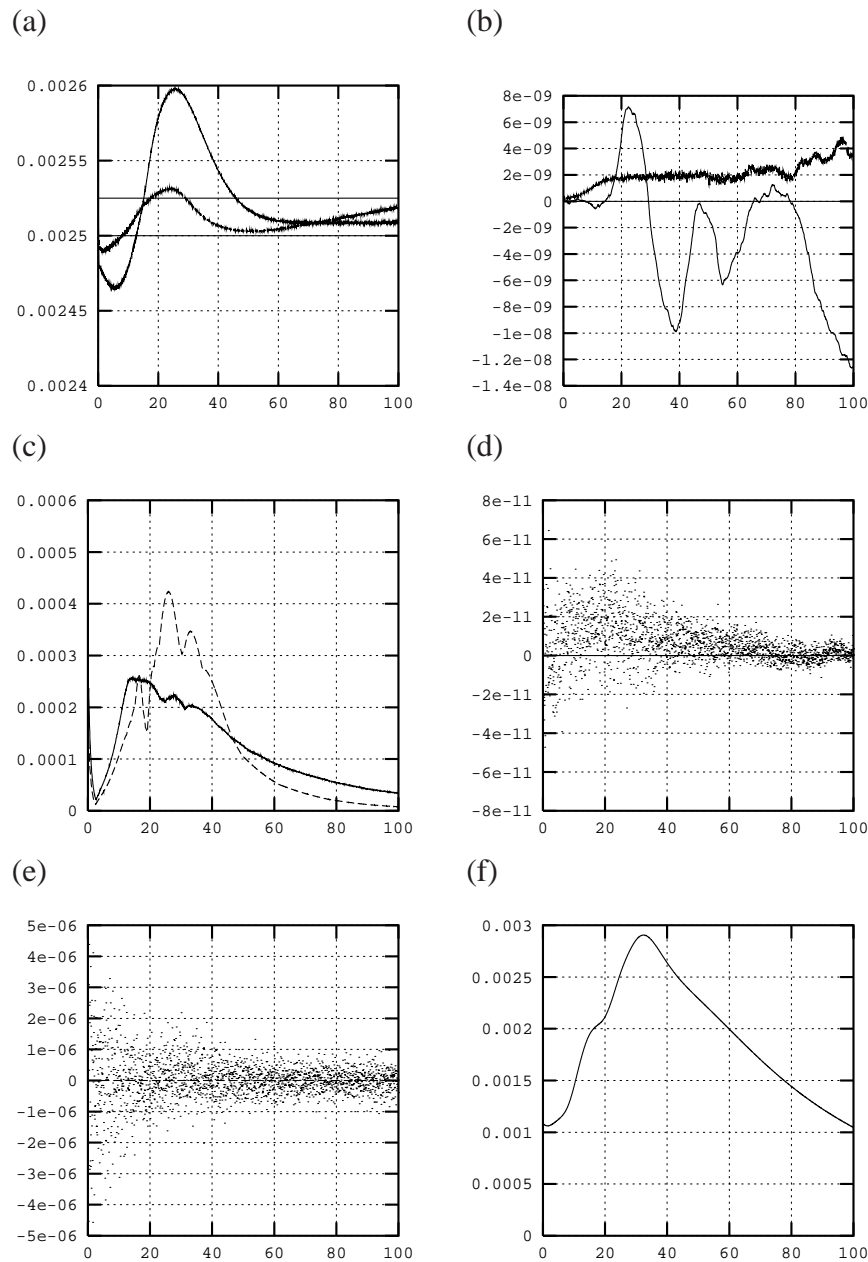 (a)
0.0026
0.00255
0.0025
0.00245
0.0024
0 20 40 60 80 100
(b)
8e-09
6e-09
4e-09
2e-09
0
-2e-09
-4e-09
-6e-09
-8e-09
-1e-08
-1.2e-08
-1.4e-08
0 20 40 60 80 100
(c)
0.0006
0.0005
0.0004
0.0003
0.0002
0.0001
0
0 20 40 60 80 100
(d)
8e-11
6e-11
4e-11
2e-11
0
-2e-11
-4e-11
-6e-11
-8e-11
0 20 40 60 80 100
(e)
5e-06
4e-06
3e-06
2e-06
1e-06
0
-1e-06
-2e-06
-3e-06
-4e-06
-5e-06
0 20 40 60 80 100
(f)
0.003
0.0025
0.002
0.0015
0.001
0.0005
0
0 20 40 60 80 100